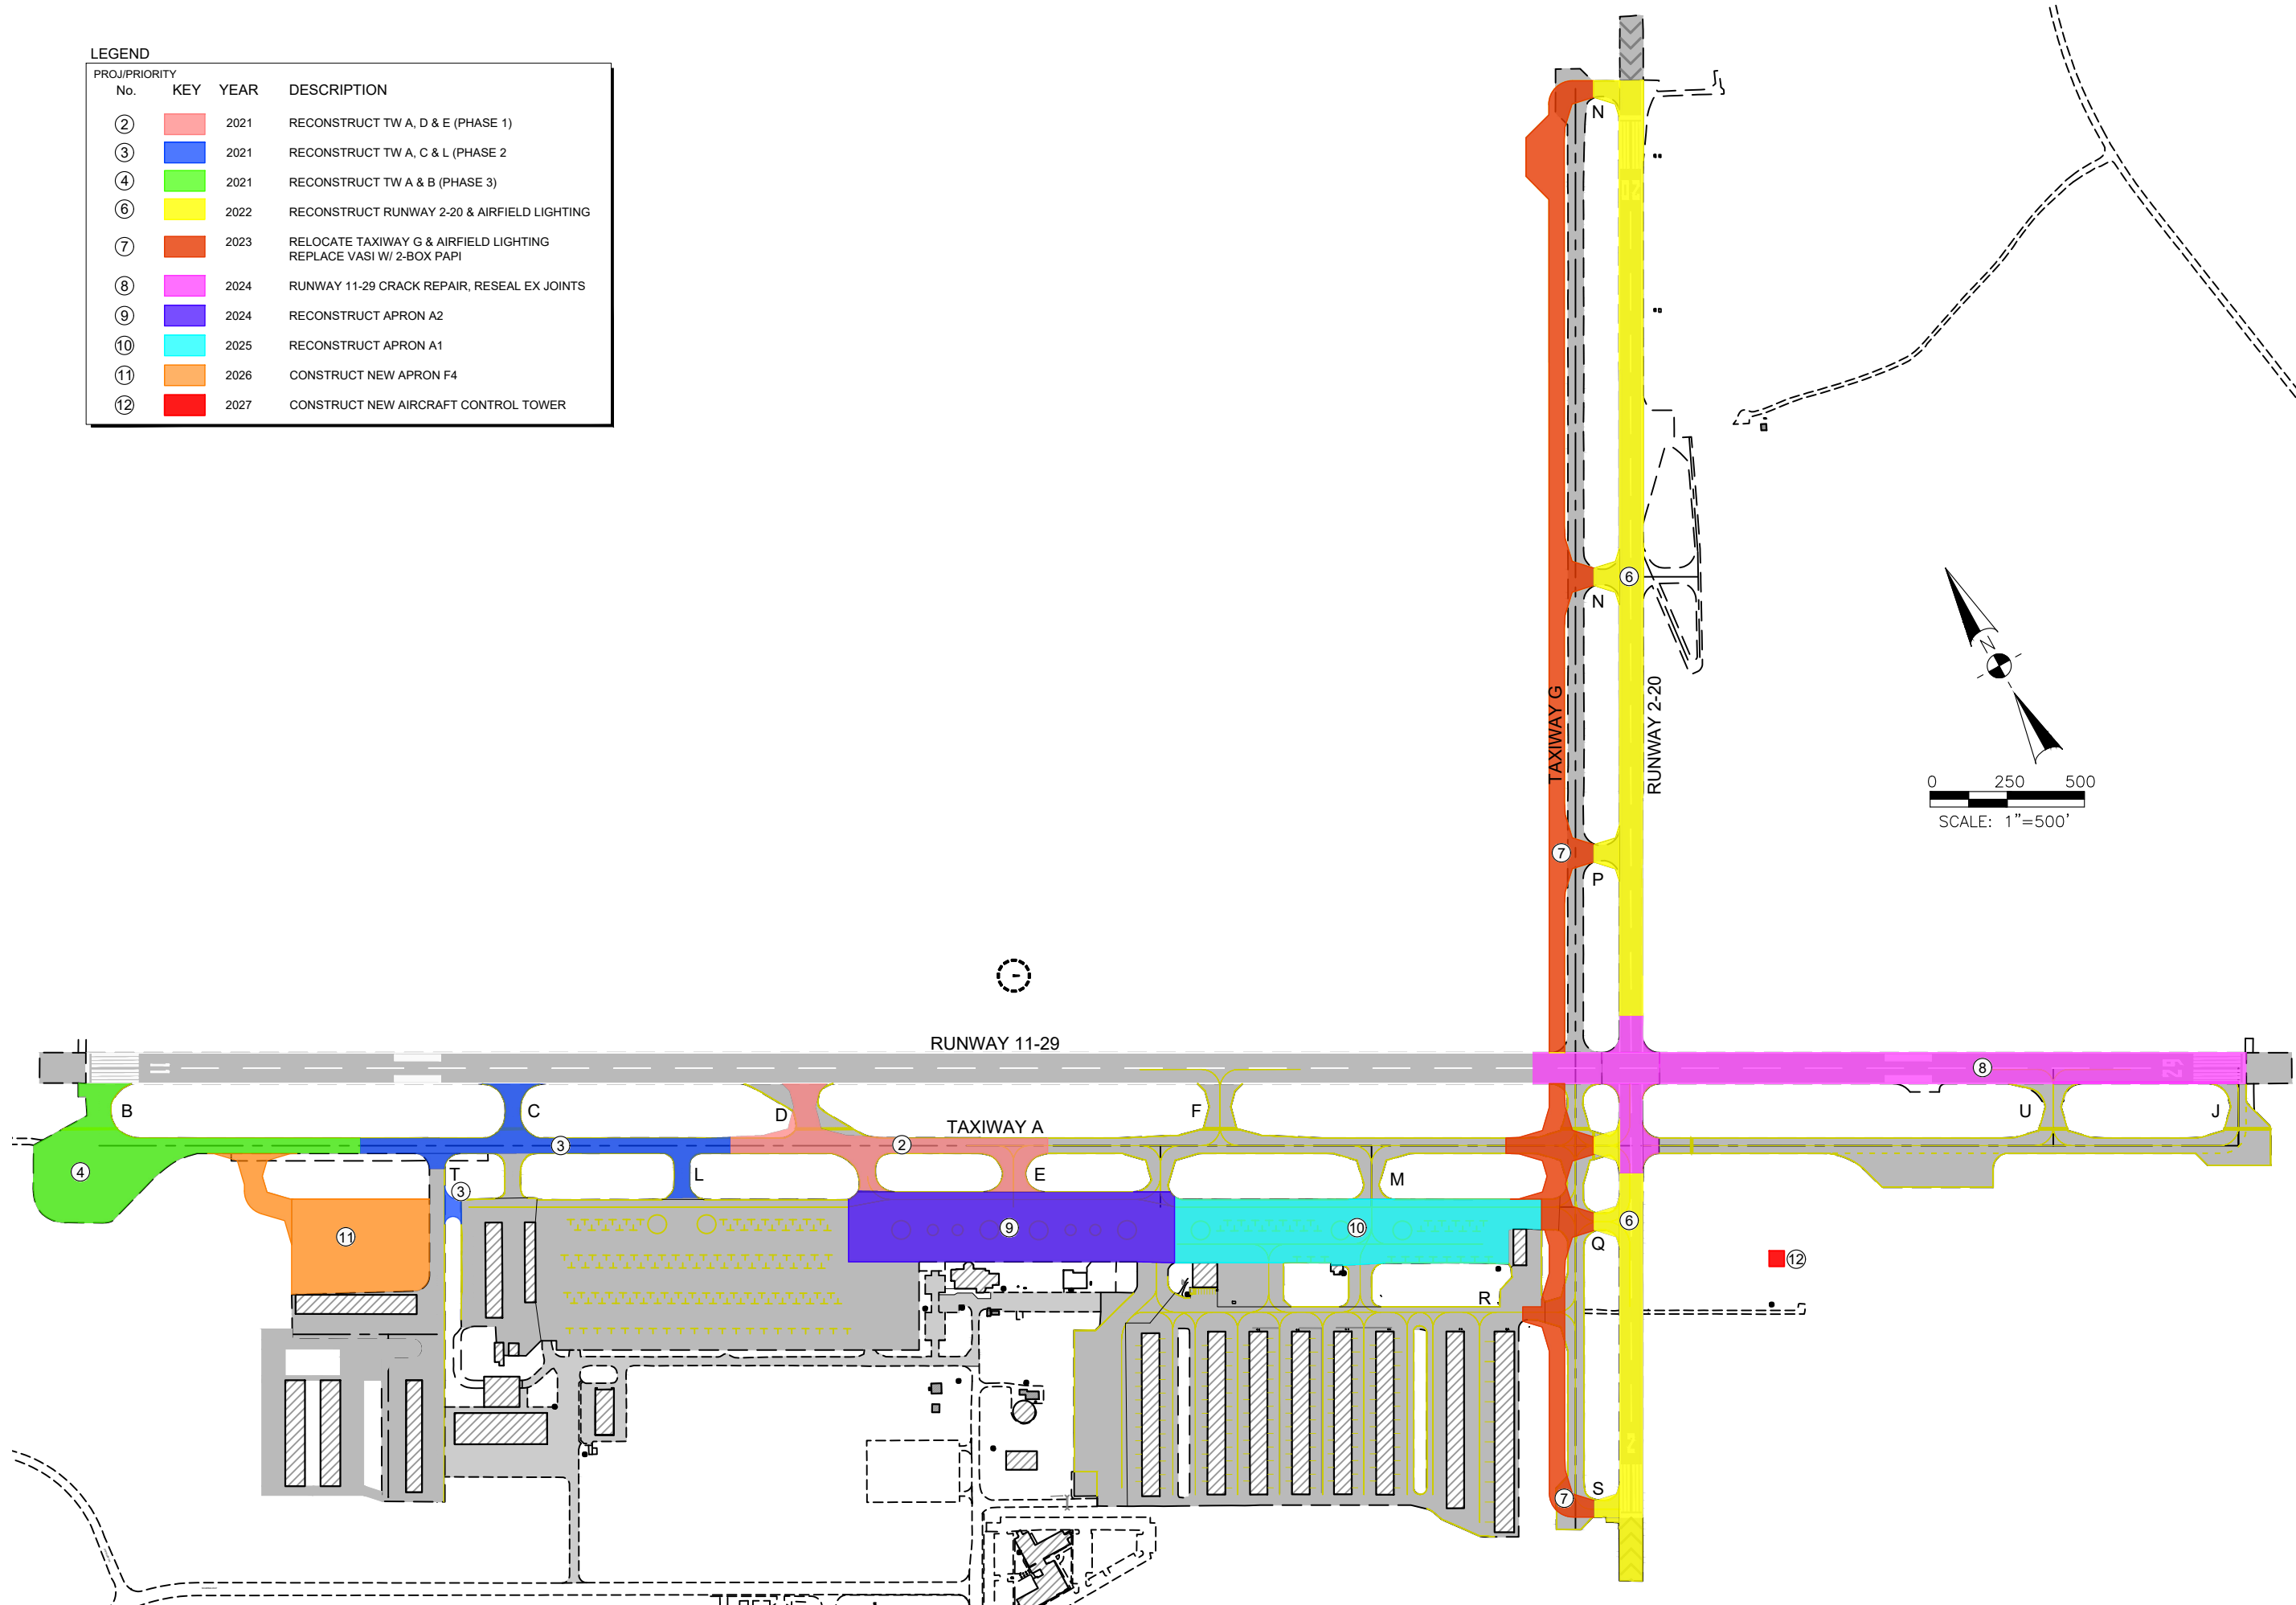 LEGEND
PROJ/PRIORITY
No. KEY YEAR DESCRIPTION
2 2021 RECONSTRUCT TW A, D & E (PHASE 1)
3 2021 RECONSTRUCT TW A, C & L (PHASE 2
4 2021 RECONSTRUCT TW A & B (PHASE 3)
6 2022 RECONSTRUCT RUNWAY 2-20 & AIRFIELD LIGHTING
7 2023 RELOCATE TAXIWAY G & AIRFIELD LIGHTING
REPLACE VASI W/ 2-BOX PAPI
8 2024 RUNWAY 11-29 CRACK REPAIR, RESEAL EX JOINTS
9 2024 RECONSTRUCT APRON A2
10 2025 RECONSTRUCT APRON A1
11 2026 CONSTRUCT NEW APRON F4
12 2027 CONSTRUCT NEW AIRCRAFT CONTROL TOWER
N
20
6
N
N
TAXIWAY G
RUNWAY 2-20
0 250 500
SCALE: 1"=500'
7
P
RUNWAY 11-29
11
8
29
B
C
D
F
U
J
TAXIWAY A
3
2
4
T
3
L
E
M
11
9
10
6
Q
12
R
2
S
7